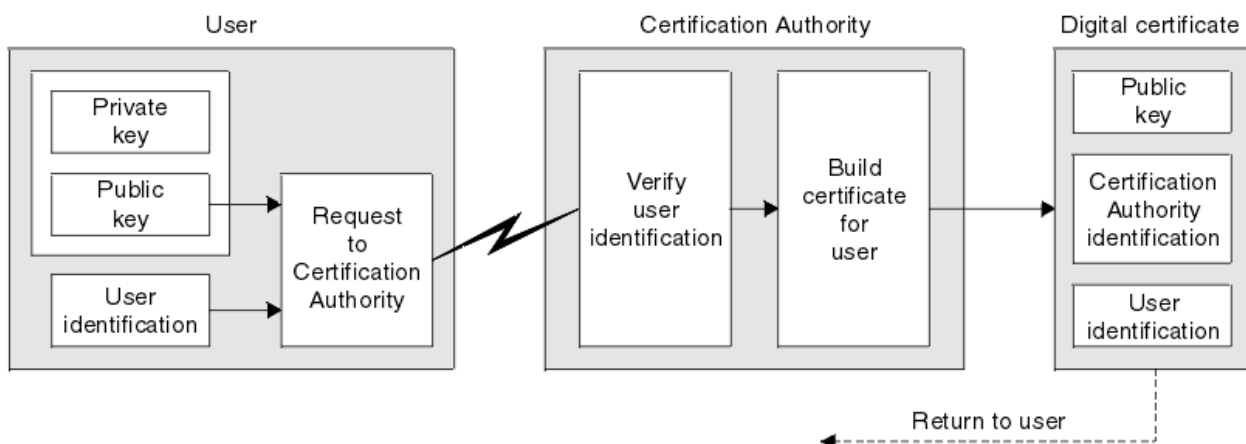 User
Private
key
Public
key
User
identification
Request
to
Certification
Authority
Certification Authority
Verify
user
identification
Build
certificate
for
user
Digital certificate
Public
key
Certification
Authority
identification
User
identification
Return to user